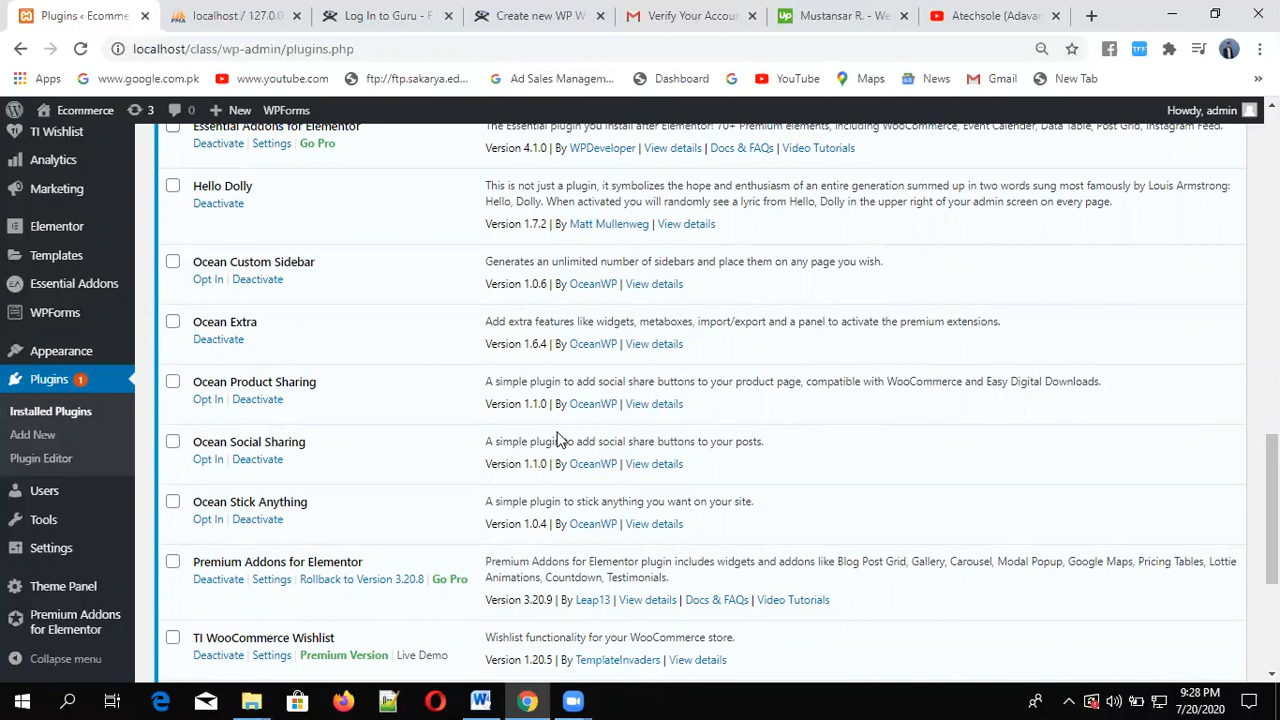 Plugins ‹ Ecomme
localhost / 127.0.0
Log In to Guru - F
Create new WP W
Verify Your Accou
Mustansar R. - We
Atechsole (Adavan
localhost/class/wp-admin/plugins.php
Apps
www.google.com.pk
www.youtube.com
ftp://ftp.sakarya.ed...
Ad Sales Managem...
Dashboard
YouTube
Maps
News
Gmail
New Tab
Ecommerce
3
0
New
WPForms
Howdy, admin
TI Wishlist
Analytics
Marketing
Elementor
Templates
Essential Addons
WPForms
Appearance
Plugins 1
Installed Plugins
Add New
Plugin Editor
Users
Tools
Settings
Theme Panel
Premium Addons
for Elementor
Collapse menu
Essential Addons for Elementor
Deactivate | Settings | Go Pro
The Essential plugin you install after Elementor! 70+ Premium elements, including WooCommerce, Event Calender, Data Table, Post Grid, Instagram Feed.
Version 4.1.0 | By WPDeveloper | View details | Docs & FAQs | Video Tutorials
Hello Dolly
Deactivate
This is not just a plugin, it symbolizes the hope and enthusiasm of an entire generation summed up in two words sung most famously by Louis Armstrong:
Hello, Dolly. When activated you will randomly see a lyric from Hello, Dolly in the upper right of your admin screen on every page.
Version 1.7.2 | By Matt Mullenweg | View details
Ocean Custom Sidebar
Opt In | Deactivate
Generates an unlimited number of sidebars and place them on any page you wish.
Version 1.0.6 | By OceanWP | View details
Ocean Extra
Deactivate
Add extra features like widgets, metaboxes, import/export and a panel to activate the premium extensions.
Version 1.6.4 | By OceanWP | View details
Ocean Product Sharing
Opt In | Deactivate
A simple plugin to add social share buttons to your product page, compatible with WooCommerce and Easy Digital Downloads.
Version 1.1.0 | By OceanWP | View details
Ocean Social Sharing
Opt In | Deactivate
A simple plugin to add social share buttons to your posts.
Version 1.1.0 | By OceanWP | View details
Ocean Stick Anything
Opt In | Deactivate
A simple plugin to stick anything you want on your site.
Version 1.0.4 | By OceanWP | View details
Premium Addons for Elementor
Deactivate | Settings | Rollback to Version 3.20.8 | Go Pro
Premium Addons for Elementor plugin includes widgets and addons like Blog Post Grid, Gallery, Carousel, Modal Popup, Google Maps, Pricing Tables, Lottie
Animations, Countdown, Testimonials.
Version 3.20.9 | By Leap13 | View details | Docs & FAQs | Video Tutorials
TI WooCommerce Wishlist
Deactivate | Settings | Premium Version | Live Demo
Wishlist functionality for your WooCommerce store.
Version 1.20.5 | By TemplateInvaders | View details
9:28 PM
7/20/2020